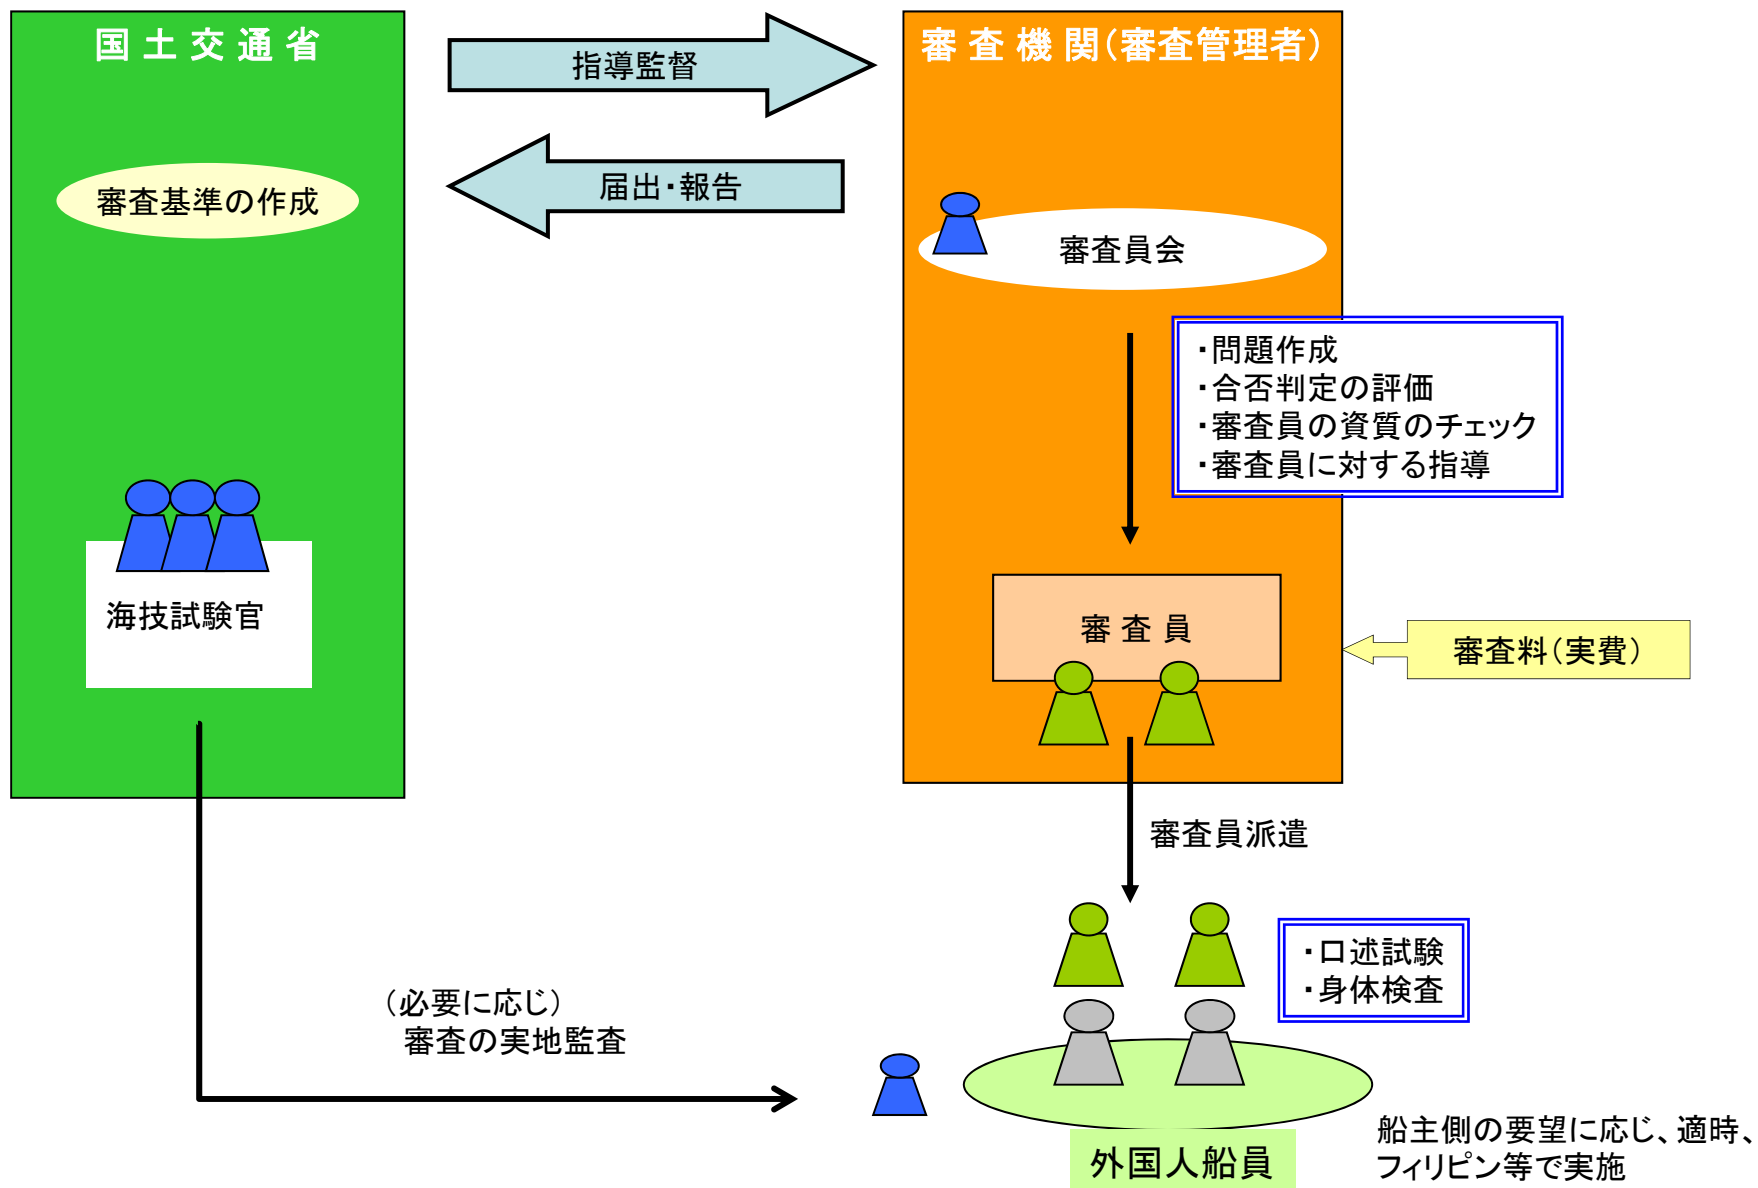 国土交通省
審査機関（審査管理者）
指導監督
届出・報告
審査基準の作成
審査員会
・問題作成
・合否判定の評価
・審査員の資質のチェック
・審査員に対する指導
海技試験官
審査員
審査料（実費）
審査員派遣
・口述試験
・身体検査
（必要に応じ）
審査の実地監査
外国人船員
船主側の要望に応じ、適時、
フィリピン等で実施